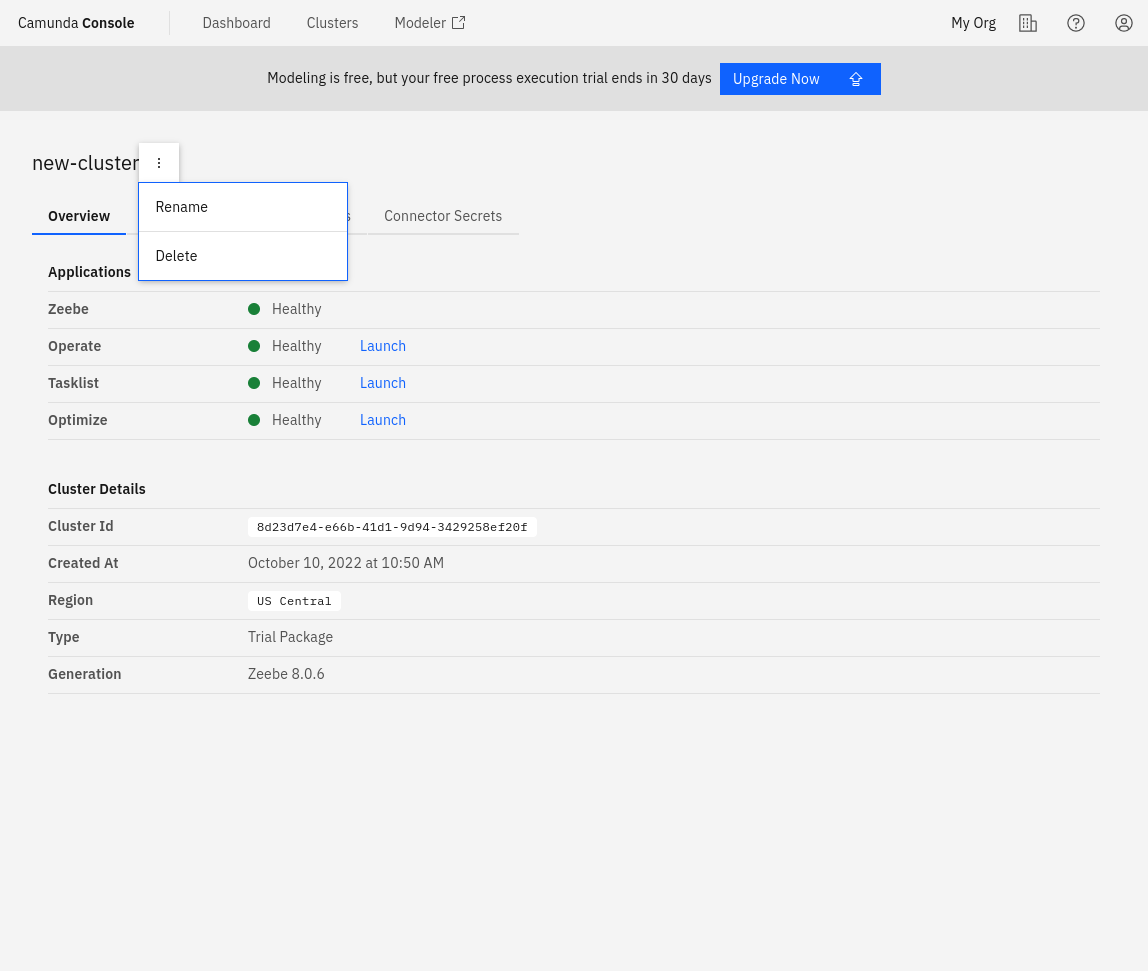 Camunda Console Dashboard Clusters Modeler My Org
Modeling is free, but your free process execution trial ends in 30 days Upgrade Now
new-cluster
Rename
Delete
Overview Connector Secrets
Applications
Zeebe Healthy
Operate Healthy Launch
Tasklist Healthy Launch
Optimize Healthy Launch
Cluster Details
Cluster Id 8d23d7e4-e66b-41d1-9d94-3429258ef20f
Created At October 10, 2022 at 10:50 AM
Region US Central
Type Trial Package
Generation Zeebe 8.0.6